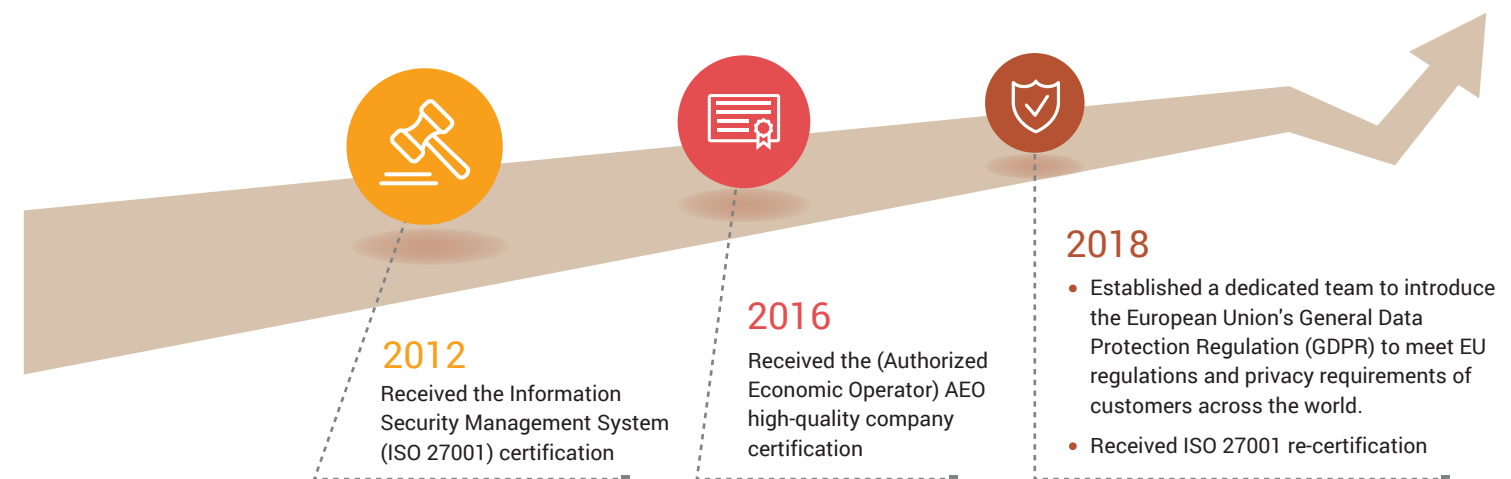 2012
Received the Information
Security Management System
(ISO 27001) certification
2016
Received the (Authorized
Economic Operator) AEO
high-quality company
certification
2018
• Established a dedicated team to introduce
the European Union's General Data
Protection Regulation (GDPR) to meet EU
regulations and privacy requirements of
customers across the world.
• Received ISO 27001 re-certification